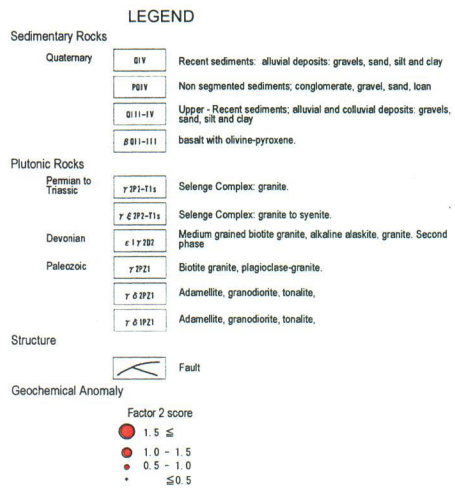 LEGEND
Sedimentary Rocks
Quaternary
QIV Recent sediments: alluvial deposits: gravels, sand, silt and clay
PQIV Non segmented sediments; conglomerate, gravel, sand, loan
QIII-IV Upper - Recent sediments; alluvial and colluvial deposits: gravels,
sand, silt and clay
βQII-III basalt with olivine-pyroxene.
Plutonic Rocks
Permian to
Triassic
γ2P2-T1s Selenge Complex: granite.
γξ2P2-T1s Selenge Complex: granite to syenite.
Devonian
εlγ2D2 Medium grained biotite granite, alkaline alaskite, granite. Second
phase
Paleozoic
γ2PZ1 Biotite granite, plagioclase-granite.
γδ2PZ1 Adamellite, granodiorite, tonalite,
γδ1PZ1 Adamellite, granodiorite, tonalite,
Structure
Fault
Geochemical Anomaly
Factor 2 score
1.5 ≦
1.0 - 1.5
0.5 - 1.0
≦0.5